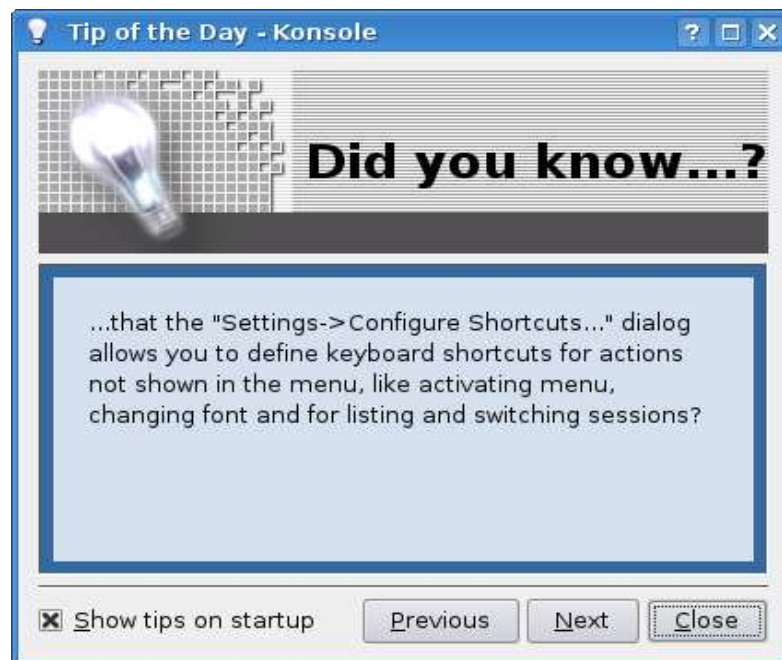 Tip of the Day - Konsole
Did you know...?
...that the "Settings->Configure Shortcuts..." dialog
allows you to define keyboard shortcuts for actions
not shown in the menu, like activating menu,
changing font and for listing and switching sessions?
Show tips on startup
Previous
Next
Close